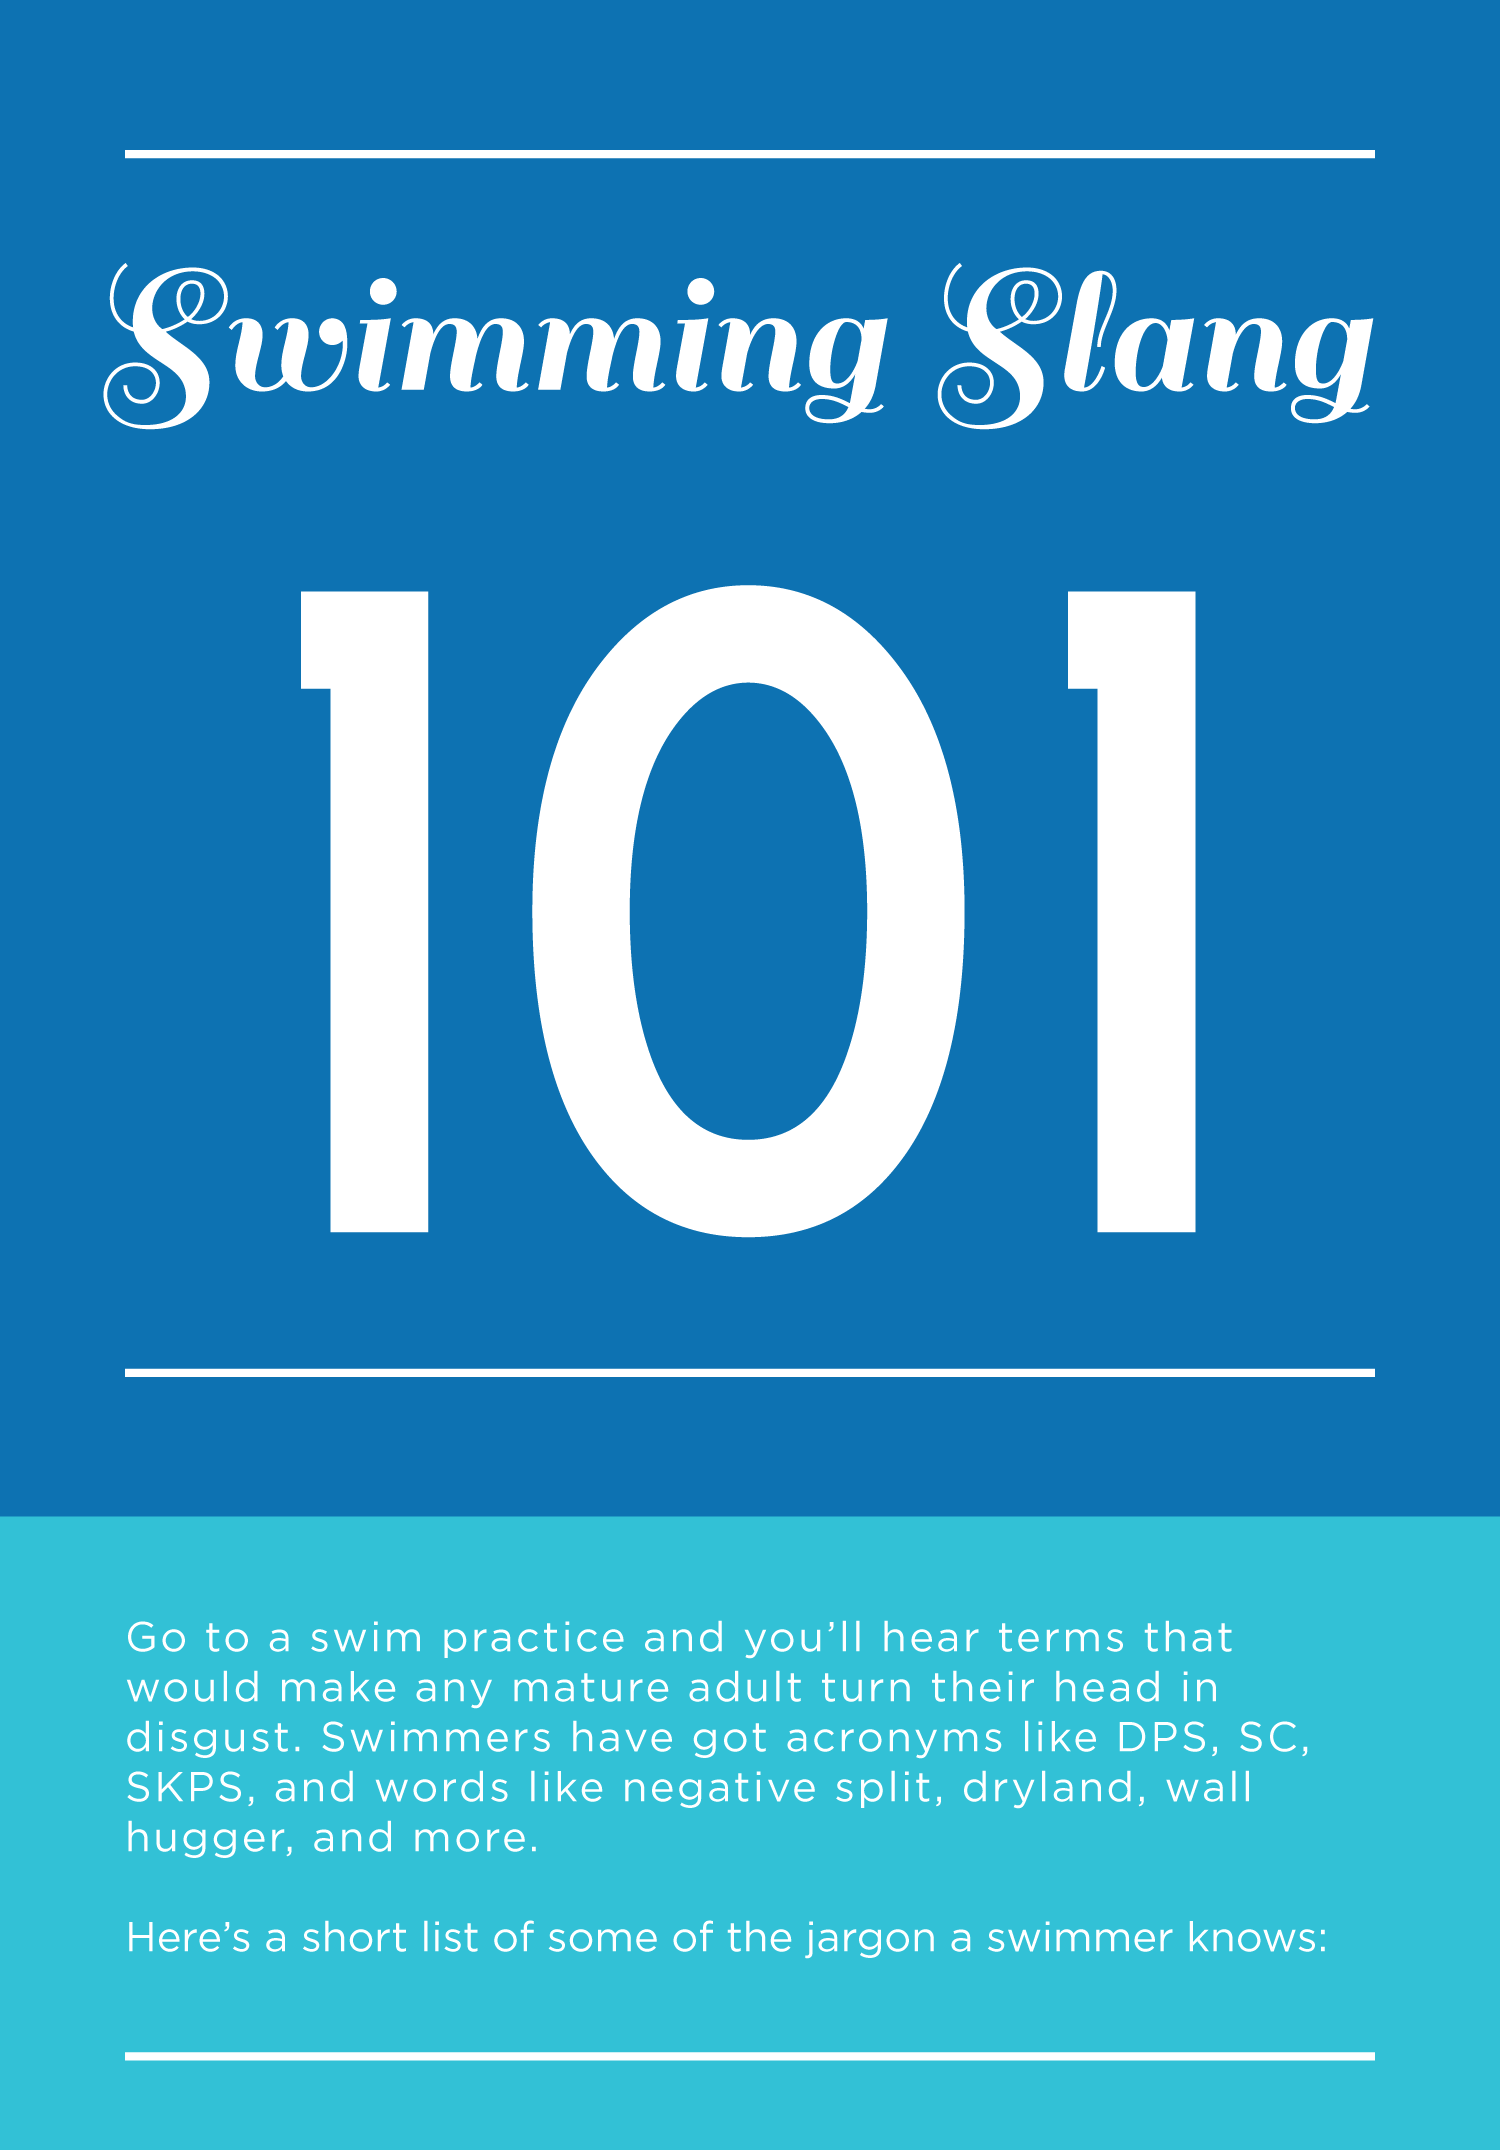 Swimming Slang
101
Go to a swim practice and you’ll hear terms that
would make any mature adult turn their head in
disgust. Swimmers have got acronyms like DPS, SC,
SKPS, and words like negative split, dryland, wall
hugger, and more.
Here’s a short list of some of the jargon a swimmer knows: